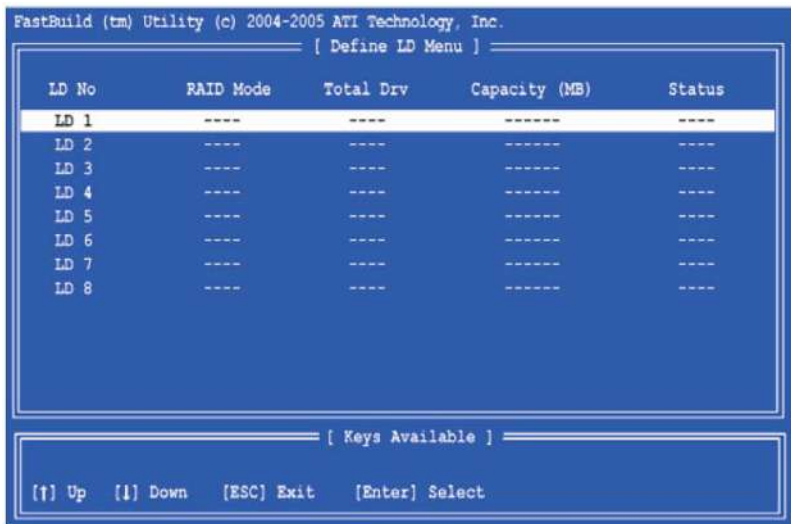 FastBuild (tm) Utility (c) 2004-2005 ATI Technology, Inc.
[ Define LD Menu ]
LD No RAID Mode Total Drv Capacity (MB) Status
LD 1 ---- ---- ------ ----
LD 2 ---- ---- ------ ----
LD 3 ---- ---- ------ ----
LD 4 ---- ---- ------ ----
LD 5 ---- ---- ------ ----
LD 6 ---- ---- ------ ----
LD 7 ---- ---- ------ ----
LD 8 ---- ---- ------ ----
[ Keys Available ]
[↑] Up [↓] Down [ESC] Exit [Enter] Select